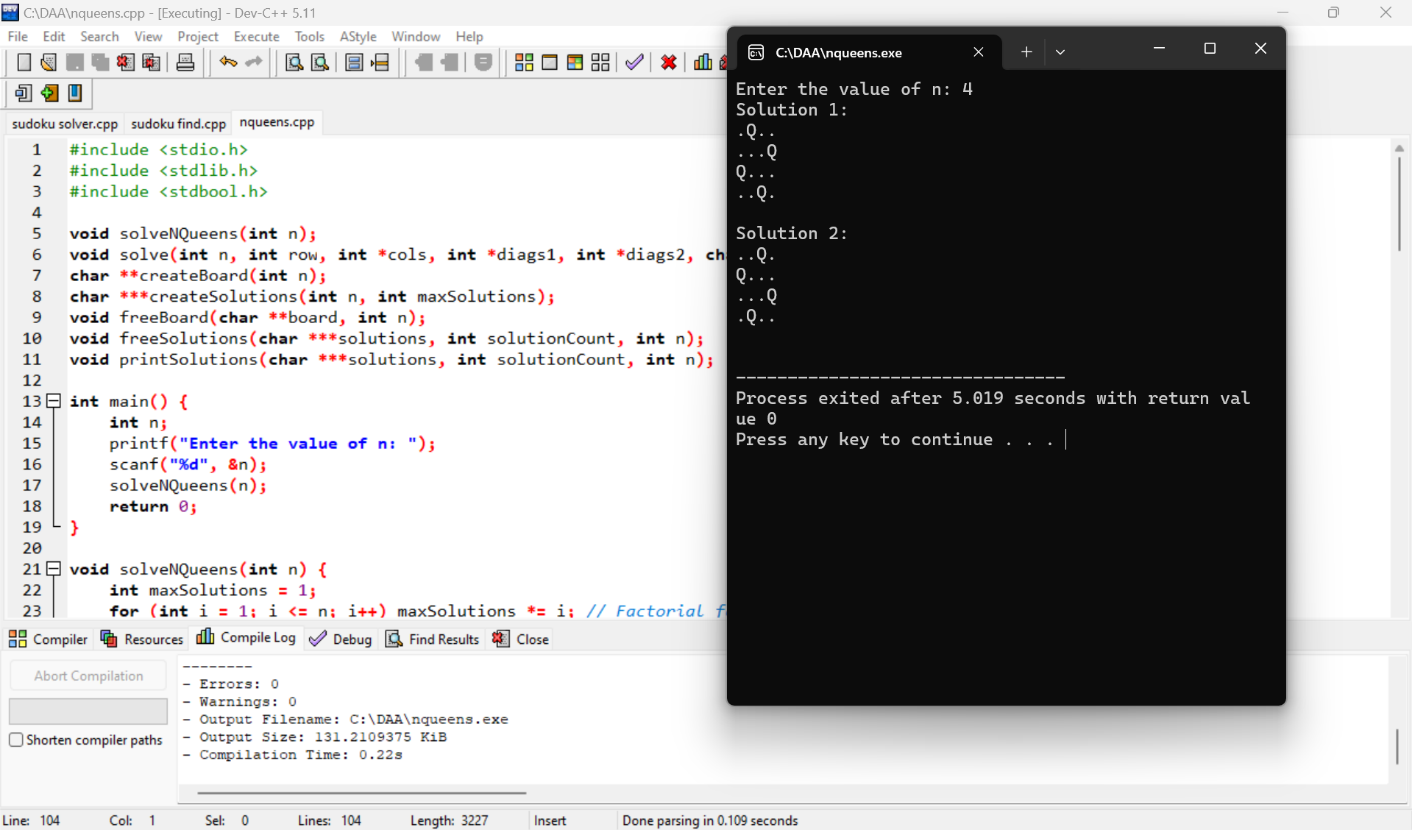 C:\DAA\nqueens.cpp - [Executing] - Dev-C++ 5.11
File Edit Search View Project Execute Tools AStyle Window Help
sudoku solver.cpp sudoku find.cpp nqueens.cpp
1 #include <stdio.h>
2 #include <stdlib.h>
3 #include <stdbool.h>
4
5 void solveNQueens(int n);
6 void solve(int n, int row, int *cols, int *diags1, int *diags2, ch
7 char **createBoard(int n);
8 char ***createSolutions(int n, int maxSolutions);
9 void freeBoard(char **board, int n);
10 void freeSolutions(char ***solutions, int solutionCount, int n);
11 void printSolutions(char ***solutions, int solutionCount, int n);
12
13 int main() {
14 int n;
15 printf("Enter the value of n: ");
16 scanf("%d", &n);
17 solveNQueens(n);
18 return 0;
19 }
20
21 void solveNQueens(int n) {
22 int maxSolutions = 1;
23 for (int i = 1; i <= n; i++) maxSolutions *= i; // Factorial f
C:\DAA\nqueens.exe
Enter the value of n: 4
Solution 1:
.Q..
...Q
Q...
..Q.
Solution 2:
..Q.
Q...
...Q
.Q..
--------------------------------
Process exited after 5.019 seconds with return val
ue 0
Press any key to continue . . .
Compiler Resources Compile Log Debug Find Results Close
Abort Compilation
Shorten compiler paths
--------
- Errors: 0
- Warnings: 0
- Output Filename: C:\DAA\nqueens.exe
- Output Size: 131.2109375 KiB
- Compilation Time: 0.22s
Line: 104 Col: 1 Sel: 0 Lines: 104 Length: 3227 Insert Done parsing in 0.109 seconds